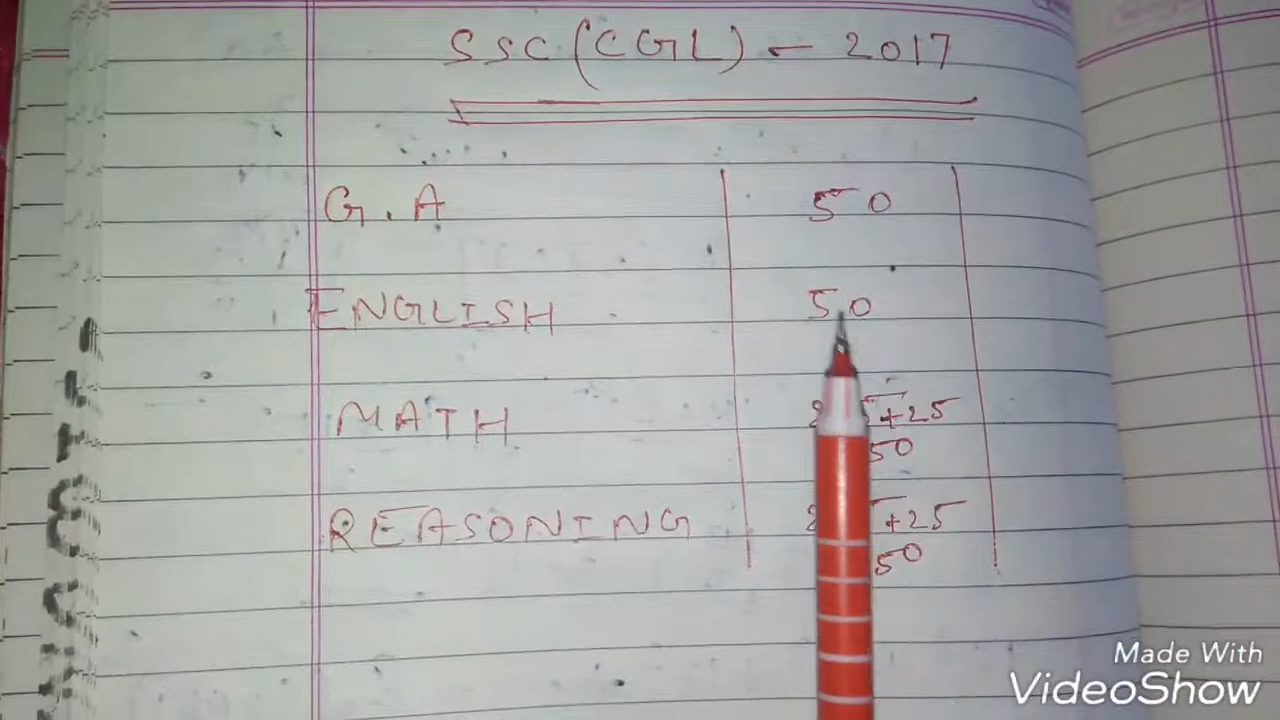 SSC (CGL) - 2017
G.A 50
ENGLISH 50
MATH +25
50
REASONING +25
50
Made With
VideoShow